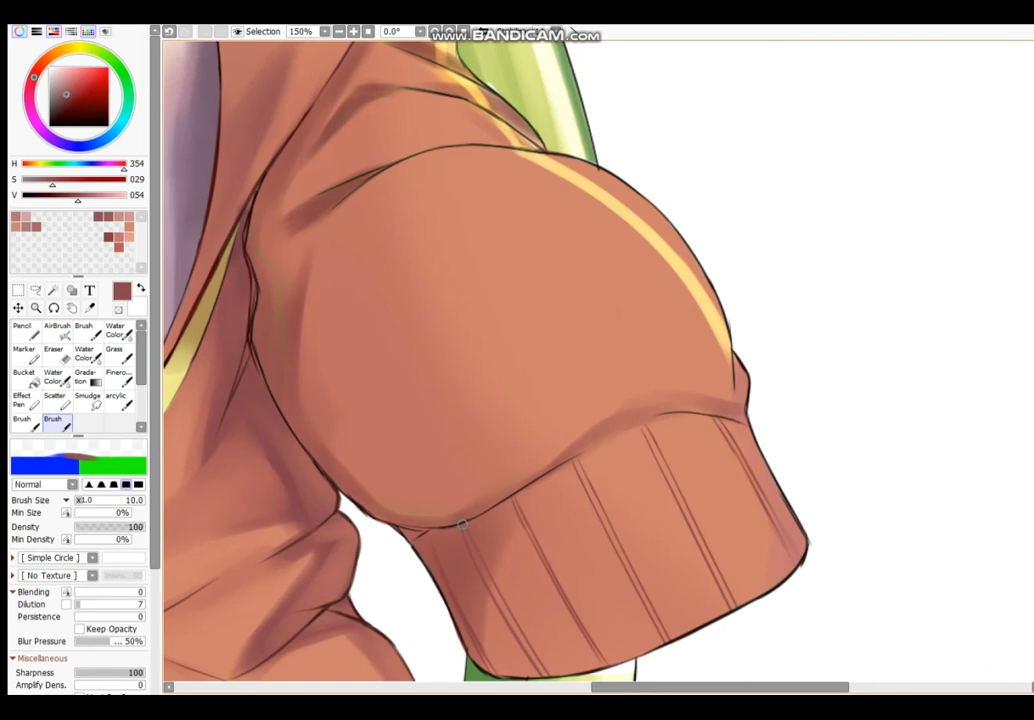 Selection 150% 0.0°
www.BANDICAM.com
H 354
S 029
V 054
T
Pencil AirBrush Brush Water Color
Marker Eraser Water Color Grass
Bucket Water Color Grada-tion Finero...
Effect Pen Scatter Smudge arcylic
Brush Brush
Normal
Brush Size x1.0 10.0
Min Size 0%
Density 100
Min Density 0%
[ Simple Circle ]
[ No Texture ]
Blending 0
Dilution 7
Persistence 0
Keep Opacity
Blur Pressure ... 50%
Miscellaneous
Sharpness 100
Amplify Dens. 0